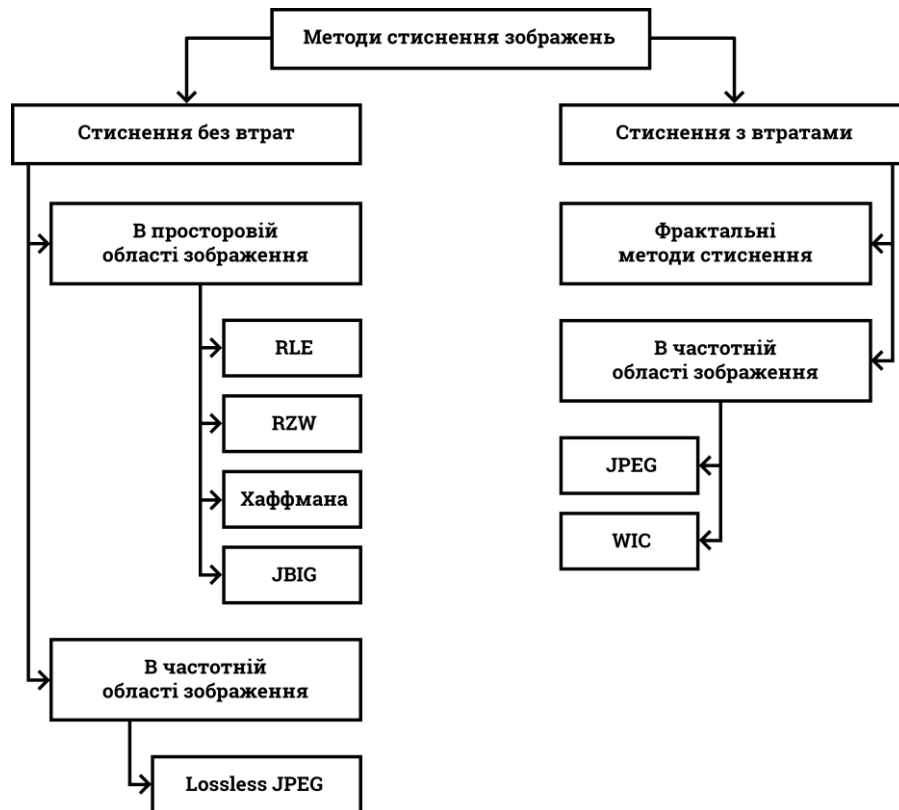 Методи стиснення зображень
Стиснення без втрат
Стиснення з втратами
В просторовій
області зображення
Фрактальні
методи стиснення
RLE
В частотній
області зображення
RZW
JPEG
Хаффмана
WIC
JBIG
В частотній
області зображення
Lossless JPEG